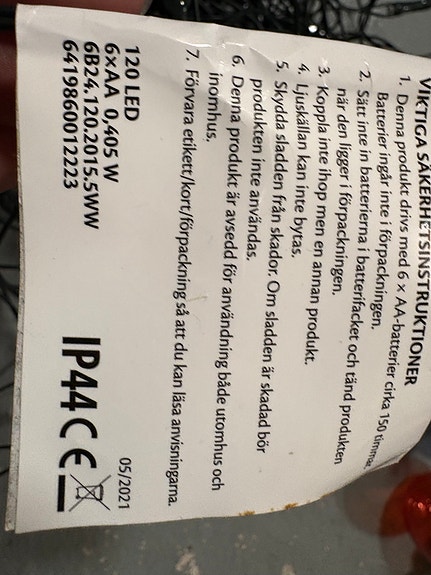 VIKTIGA SÄKERHETSINSTRUKTIONER
1. Denna produkt drivs med 6 x AA-batterier cirka 150 timmar
Batterier ingår inte i förpackningen.
2. Sätt inte in batterierna i batterifacket och tänd produkten
när den ligger i förpackningen.
3. Koppla inte ihop men en annan produkt.
4. Ljuskällan kan inte bytas.
5. Skydda sladden från skador. Om sladden är skadad bör
produkten inte användas.
6. Denna produkt är avsedd för användning både utomhus och
inomhus.
7. Förvara etikett/kort/förpackning så att du kan läsa anvisningarna.
120 LED
6xAA 0,405 W
6B24.120.2015.5WW
6419860012223
IP44 CE
05/2021